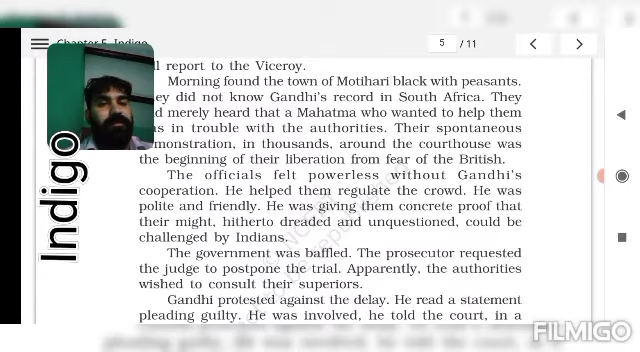 Chapter 5 Indigo
5 / 11
report to the Viceroy.
Morning found the town of Motihari black with peasants.
did not know Gandhi's record in South Africa. They
merely heard that a Mahatma who wanted to help them
in trouble with the authorities. Their spontaneous
in thousands, around the courthouse was
the beginning of their liberation from fear of the British.
The officials felt powerless without Gandhi's
cooperation. He helped them regulate the crowd. He was
polite and friendly. He was giving them concrete proof that
their might, hitherto dreaded and unquestioned, could be
challenged by Indians.
The government was baffled. The prosecutor requested
the judge to postpone the trial. Apparently, the authorities
wished to consult their superiors.
Gandhi protested against the delay. He read a statement
pleading guilty. He was involved, he told the court, in a
Indigo
FILMIGO